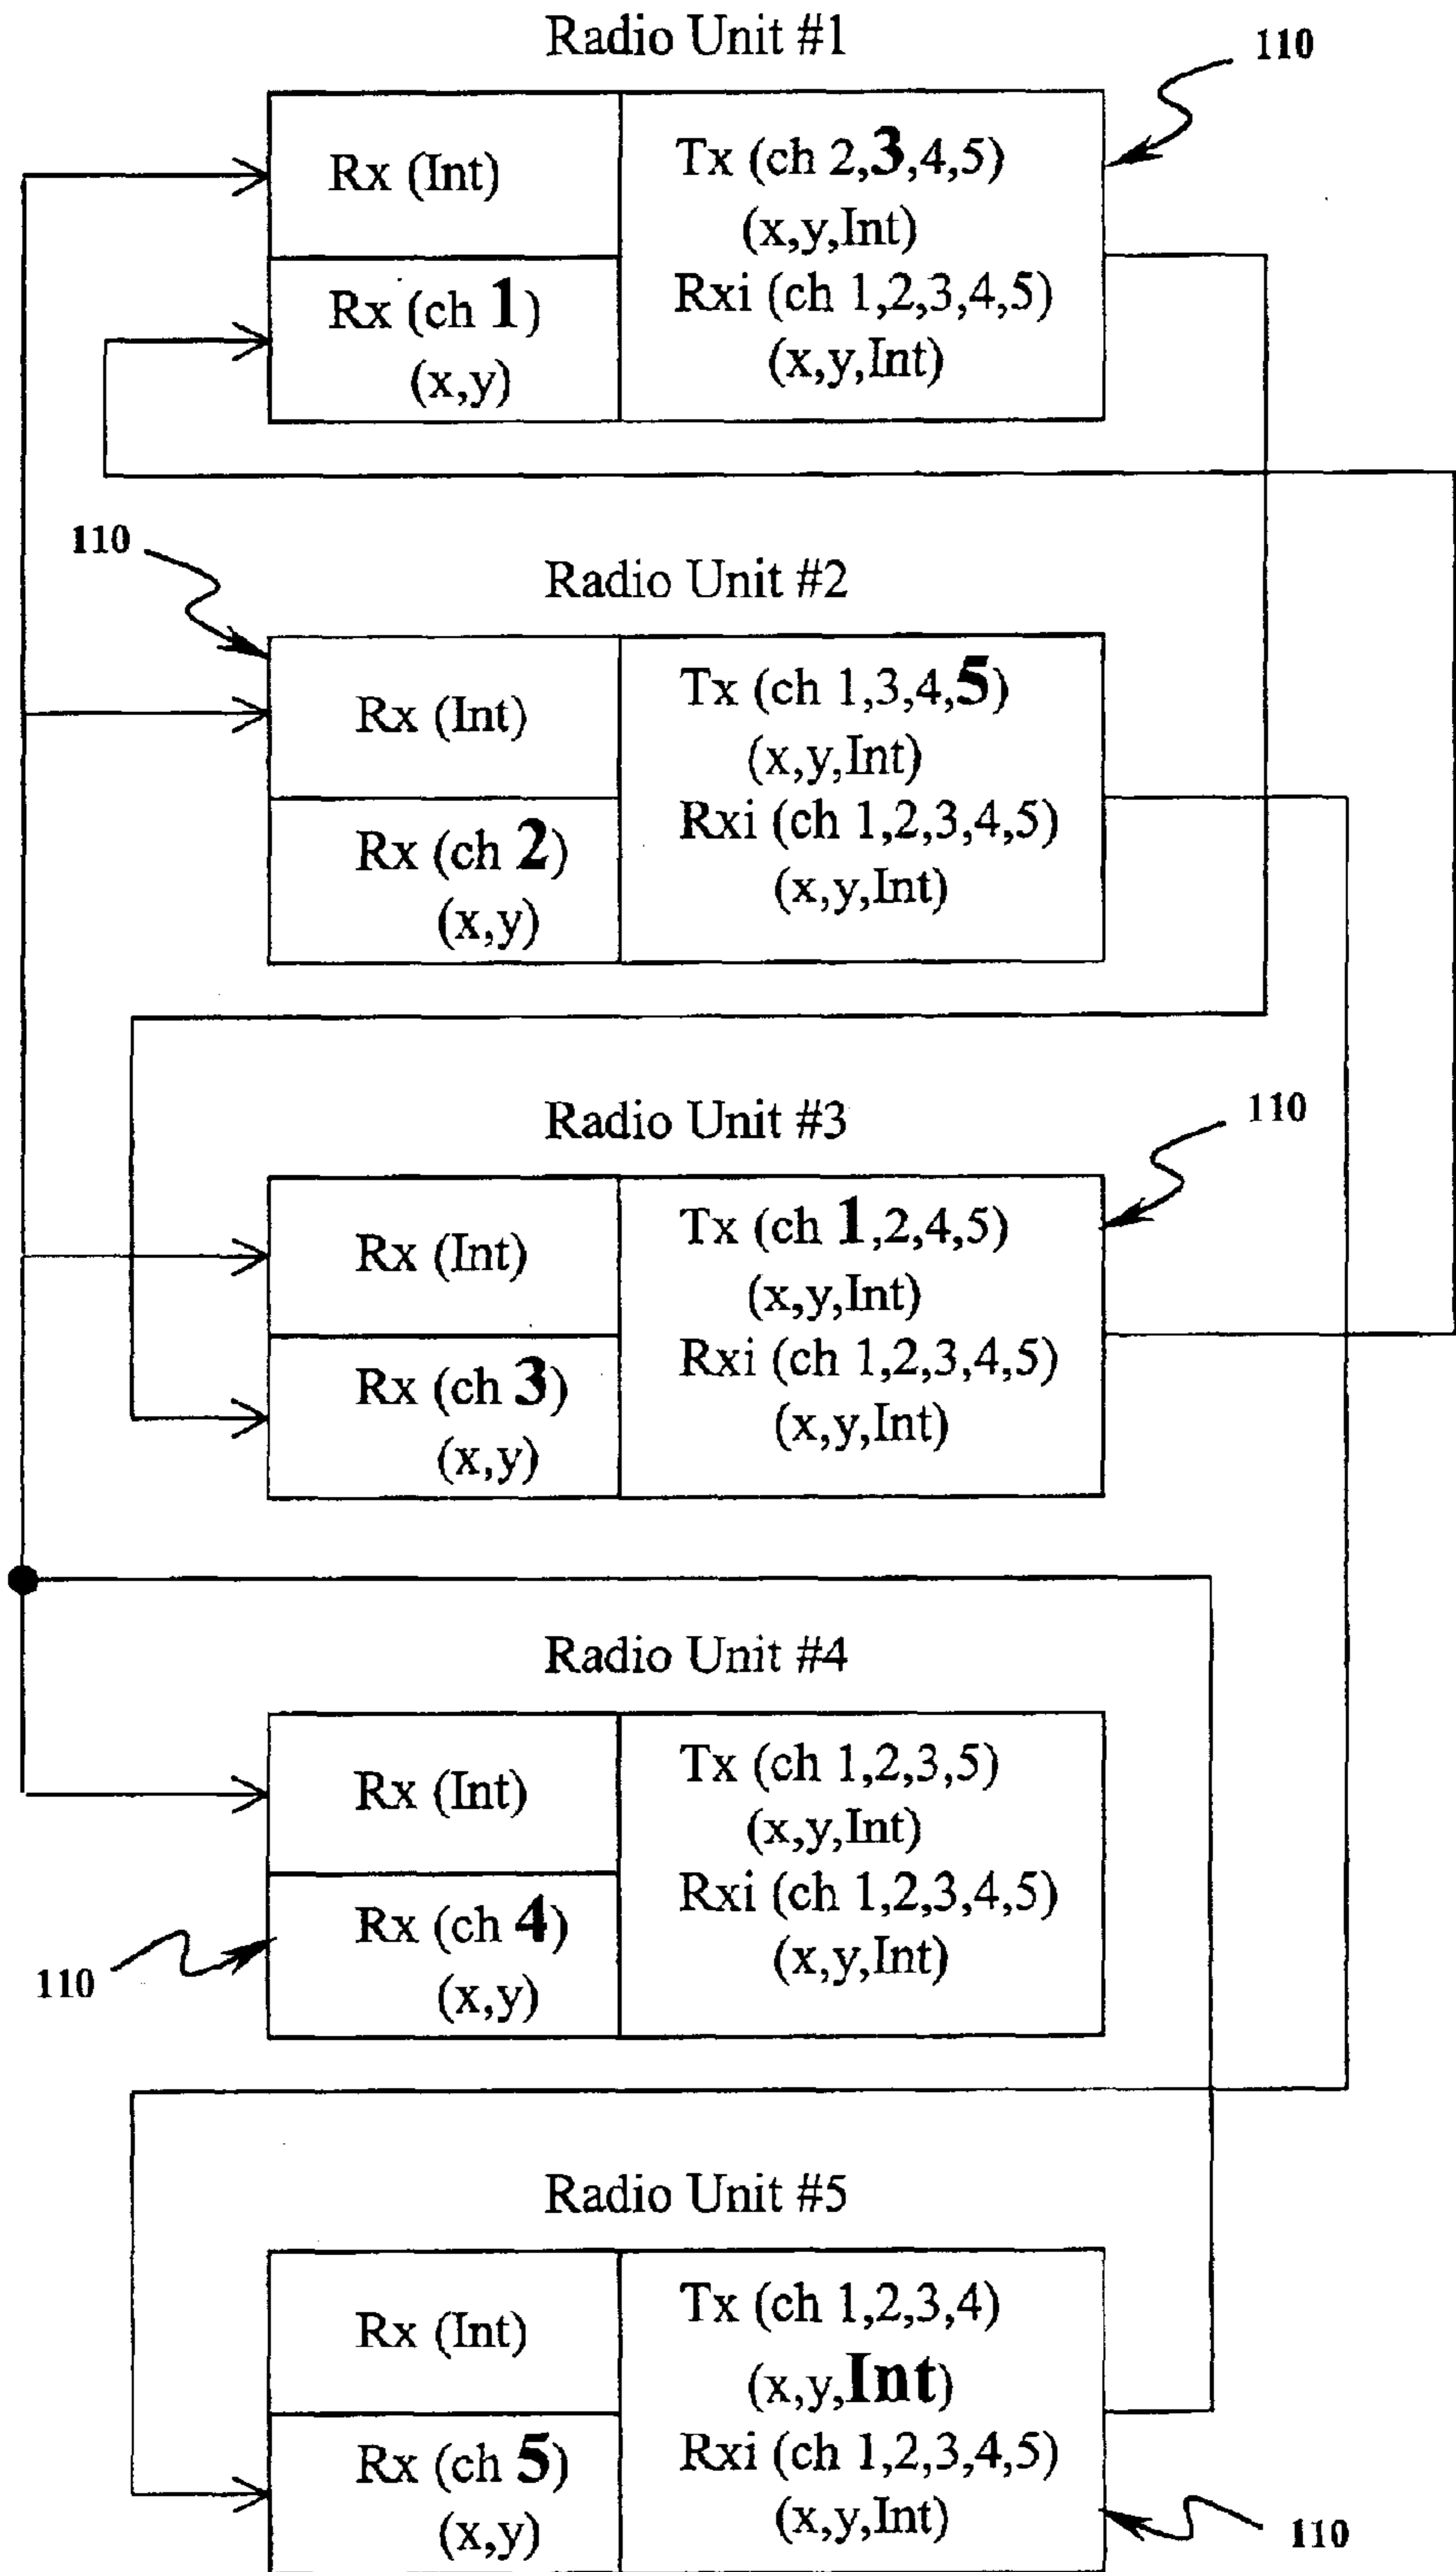 Radio Unit #1
110
Rx (Int)
Rx (ch 1)
(x,y)
Tx (ch 2,3,4,5)
(x,y,Int)
Rxi (ch 1,2,3,4,5)
(x,y,Int)
110
Radio Unit #2
Rx (Int)
Rx (ch 2)
(x,y)
Tx (ch 1,3,4,5)
(x,y,Int)
Rxi (ch 1,2,3,4,5)
(x,y,Int)
Radio Unit #3
110
Rx (Int)
Rx (ch 3)
(x,y)
Tx (ch 1,2,4,5)
(x,y,Int)
Rxi (ch 1,2,3,4,5)
(x,y,Int)
Radio Unit #4
Rx (Int)
Rx (ch 4)
(x,y)
110
Tx (ch 1,2,3,5)
(x,y,Int)
Rxi (ch 1,2,3,4,5)
(x,y,Int)
Radio Unit #5
Rx (Int)
Rx (ch 5)
(x,y)
Tx (ch 1,2,3,4)
(x,y,Int)
Rxi (ch 1,2,3,4,5)
(x,y,Int)
110